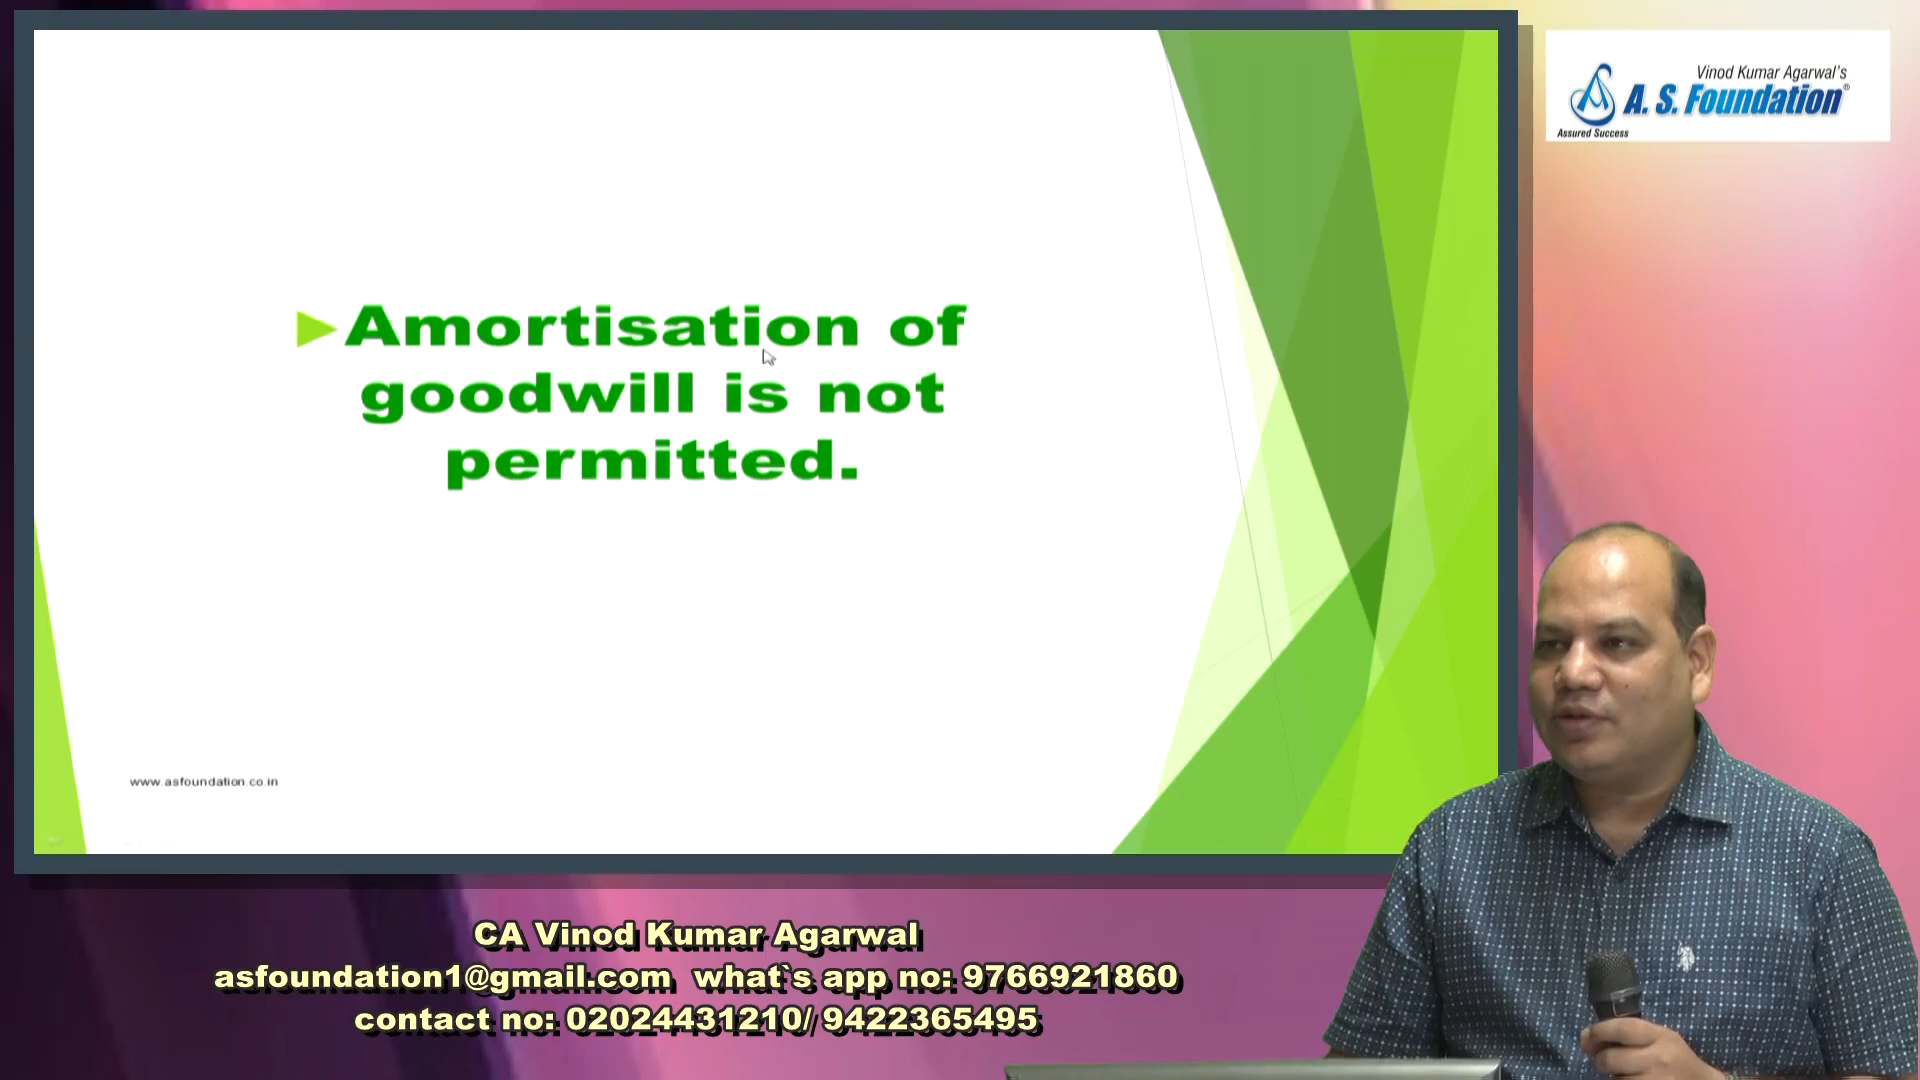 Vinod Kumar Agarwal's
A. S. Foundation®
Assured Success
Amortisation of
goodwill is not
permitted.
www.asfoundation.co.in
CA Vinod Kumar Agarwal
asfoundation1@gmail.com what`s app no: 9766921860
contact no: 02024431210/ 9422365495